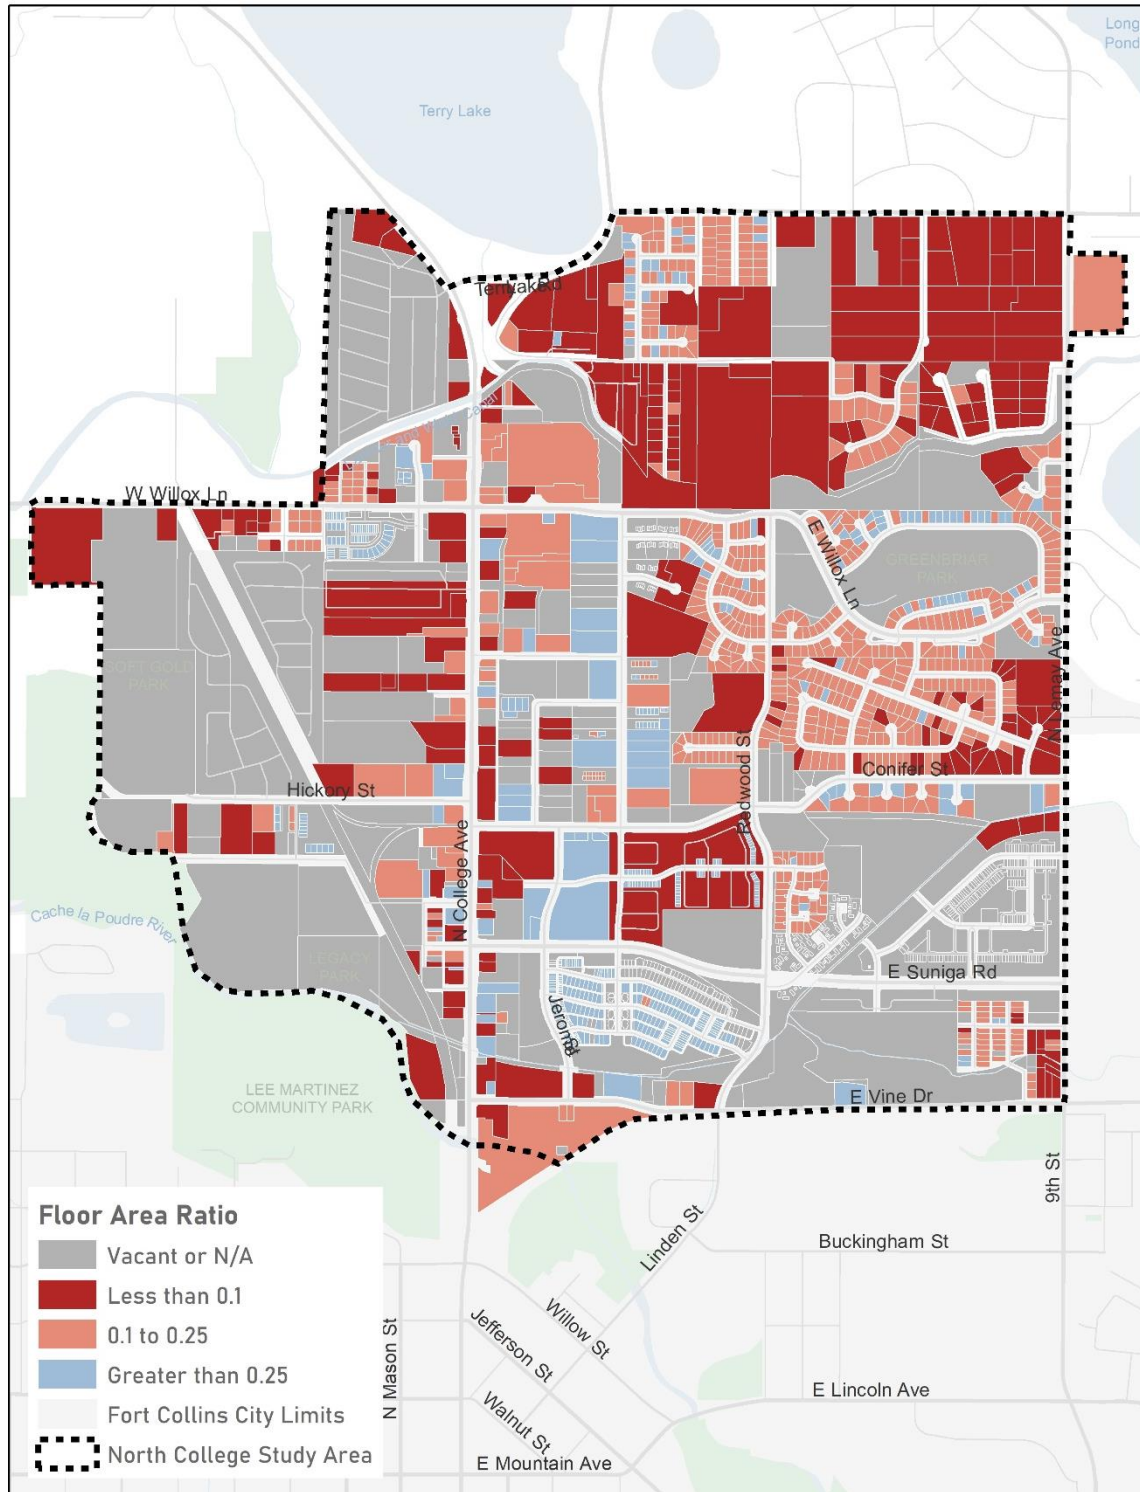 Long
Pond
Terry Lake
Terry Lake Rd
W Willox Ln
E Willox Ln
GREENBRIAR
PARK
SOFT GOLD
PARK
N Lemay Ave
Redwood St
Conifer St
Hickory St
N College Ave
Cache la Poudre
River
LEGACY
PARK
E Suniga Rd
Jerome St
LEE MARTINEZ
COMMUNITY PARK
E Vine Dr
9th St
Linden St
Buckingham St
Willow St
Jefferson St
N Mason St
Walnut St
E Lincoln Ave
E Mountain Ave
Floor Area Ratio
Vacant or N/A
Less than 0.1
0.1 to 0.25
Greater than 0.25
Fort Collins City Limits
North College Study Area